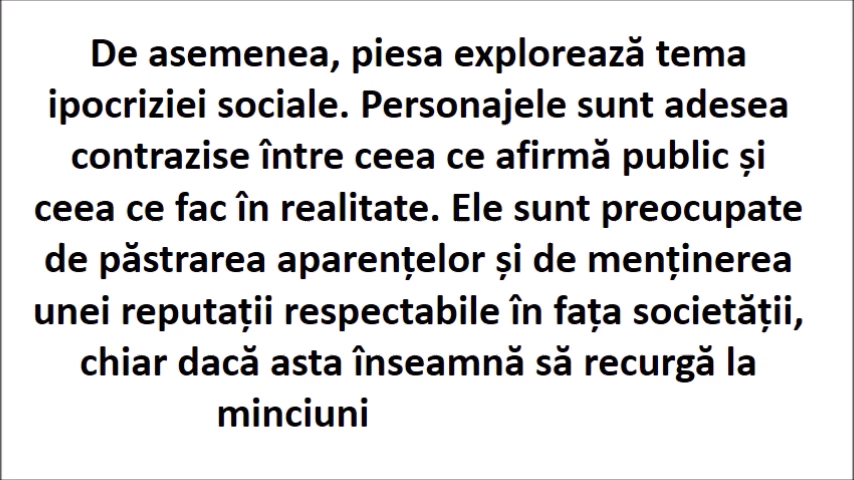 De asemenea, piesa explorează tema
ipocriziei sociale. Personajele sunt adesea
contrazise între ceea ce afirmă public și
ceea ce fac în realitate. Ele sunt preocupate
de păstrarea aparențelor și de menținerea
unei reputații respectabile în fața societății,
chiar dacă asta înseamnă să recurgă la
minciuni